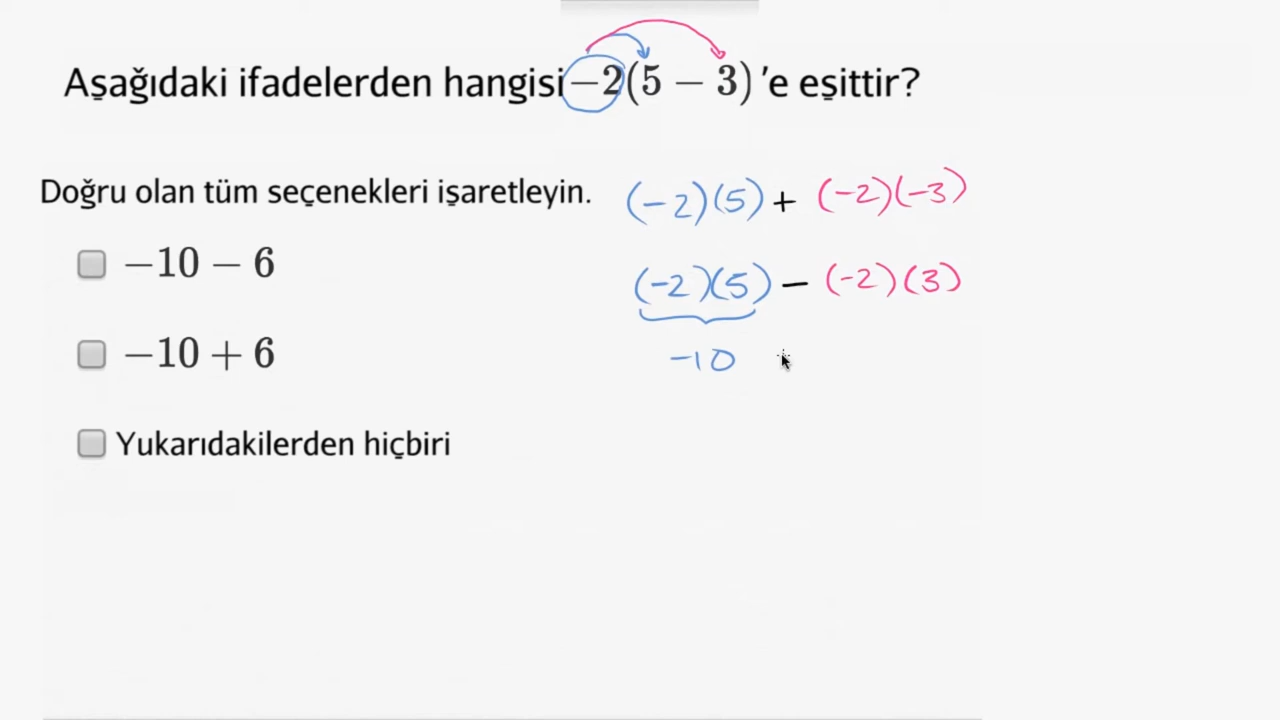 Aşağıdaki ifadelerden hangisi −2(5 − 3) 'e eşittir?
Doğru olan tüm seçenekleri işaretleyin.
(-2)(5) + (-2)(-3)
−10 − 6
(-2)(5) - (-2)(3)
−10 + 6
-10
Yukarıdakilerden hiçbiri